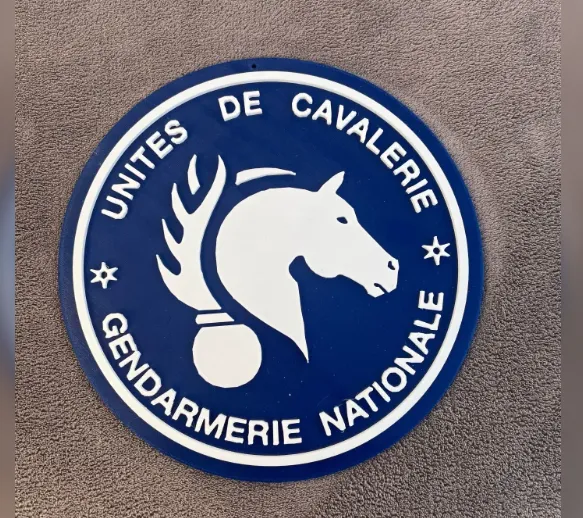 UNITES DE CAVALERIE
GENDARMERIE NATIONALE